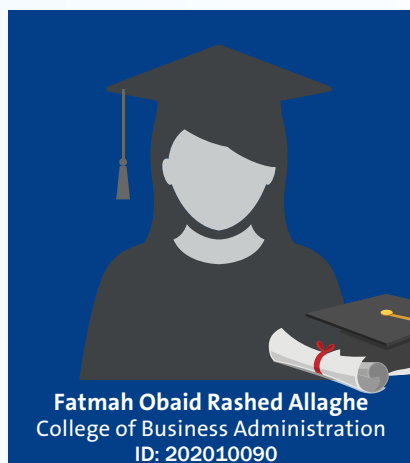 Fatmah Obaid Rashed Allaghe
College of Business Administration
ID: 202010090